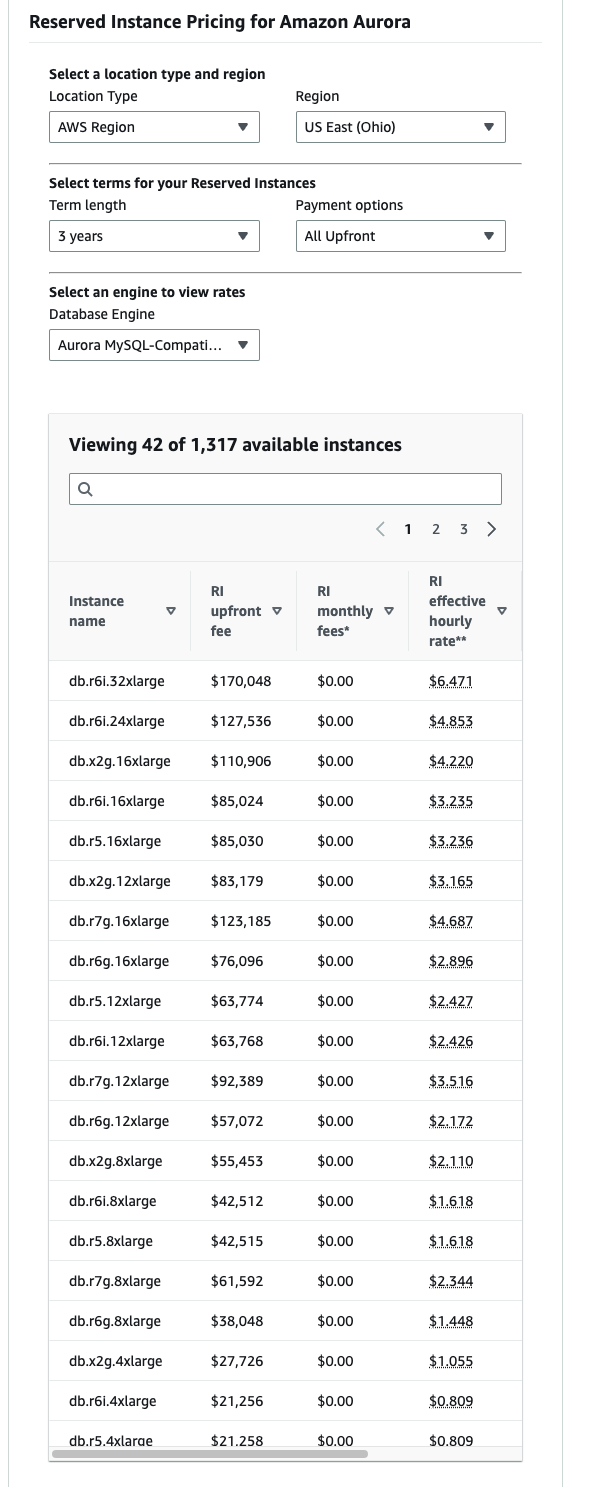 Reserved Instance Pricing for Amazon Aurora
Select a location type and region
Location Type Region
AWS Region US East (Ohio)
Select terms for your Reserved Instances
Term length Payment options
3 years All Upfront
Select an engine to view rates
Database Engine
Aurora MySQL-Compati...
Viewing 42 of 1,317 available instances
1 2 3
Instance name RI upfront fee RI monthly fees* RI effective hourly rate**
db.r6i.32xlarge $170,048 $0.00 $6.471
db.r6i.24xlarge $127,536 $0.00 $4.853
db.x2g.16xlarge $110,906 $0.00 $4.220
db.r6i.16xlarge $85,024 $0.00 $3.235
db.r5.16xlarge $85,030 $0.00 $3.236
db.x2g.12xlarge $83,179 $0.00 $3.165
db.r7g.16xlarge $123,185 $0.00 $4.687
db.r6g.16xlarge $76,096 $0.00 $2.896
db.r5.12xlarge $63,774 $0.00 $2.427
db.r6i.12xlarge $63,768 $0.00 $2.426
db.r7g.12xlarge $92,389 $0.00 $3.516
db.r6g.12xlarge $57,072 $0.00 $2.172
db.x2g.8xlarge $55,453 $0.00 $2.110
db.r6i.8xlarge $42,512 $0.00 $1.618
db.r5.8xlarge $42,515 $0.00 $1.618
db.r7g.8xlarge $61,592 $0.00 $2.344
db.r6g.8xlarge $38,048 $0.00 $1.448
db.x2g.4xlarge $27,726 $0.00 $1.055
db.r6i.4xlarge $21,256 $0.00 $0.809
db.r5.4xlarge $21,258 $0.00 $0.809